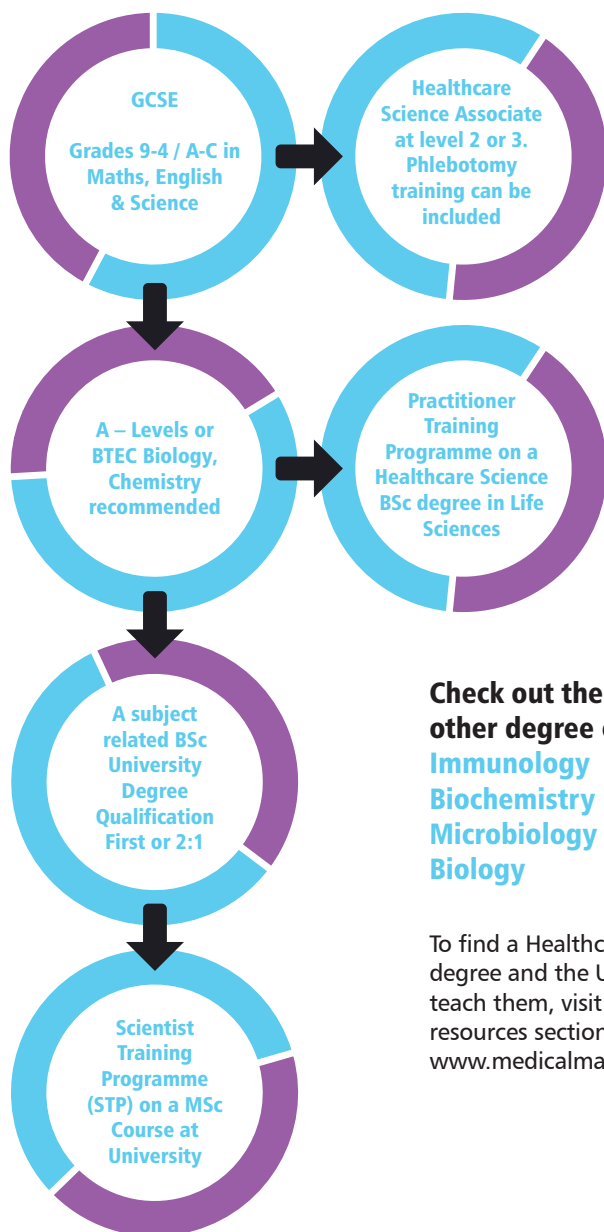 GCSE
Grades 9-4 / A-C in
Maths, English
& Science
Healthcare
Science Associate
at level 2 or 3.
Phlebotomy
training can be
included
A – Levels or
BTEC Biology,
Chemistry
recommended
Practitioner
Training
Programme on a
Healthcare Science
BSc degree in Life
Sciences
A subject
related BSc
University
Degree
Qualification
First or 2:1
Scientist
Training
Programme
(STP) on a MSc
Course at
University
Check out the
other degree
Immunology
Biochemistry
Microbiology
Biology
To find a
degree and the
teach them, visit
resources section